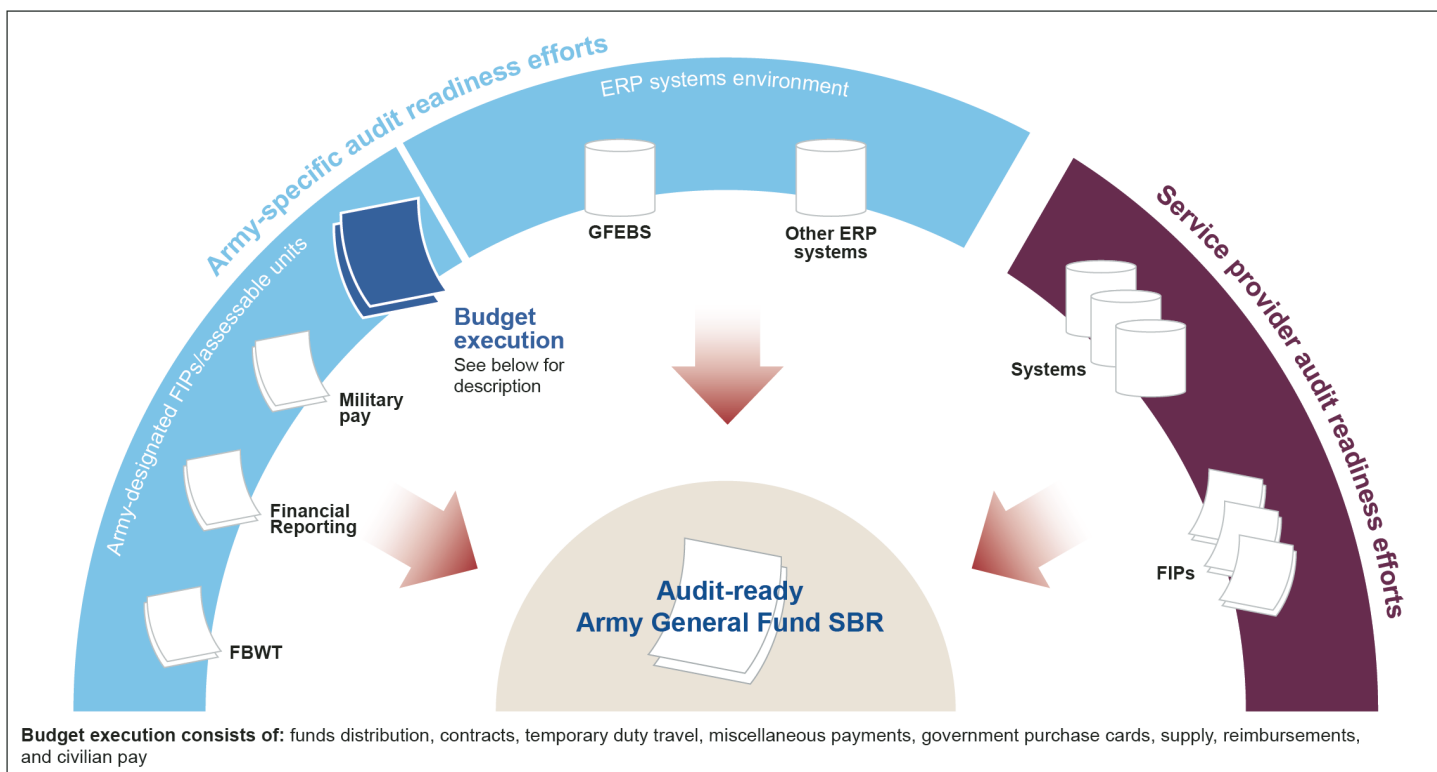 Army-specific audit readiness efforts
ERP systems environment
Army-designated FIPs/assessable units
Service provider audit readiness efforts
GFEBS
Other ERP
systems
Budget
execution
See below for
description
Military
pay
Financial
Reporting
FBWT
Systems
FIPs
Audit-ready
Army General Fund SBR
Budget execution consists of: funds distribution, contracts, temporary duty travel, miscellaneous payments, government purchase cards, supply, reimbursements,
and civilian pay